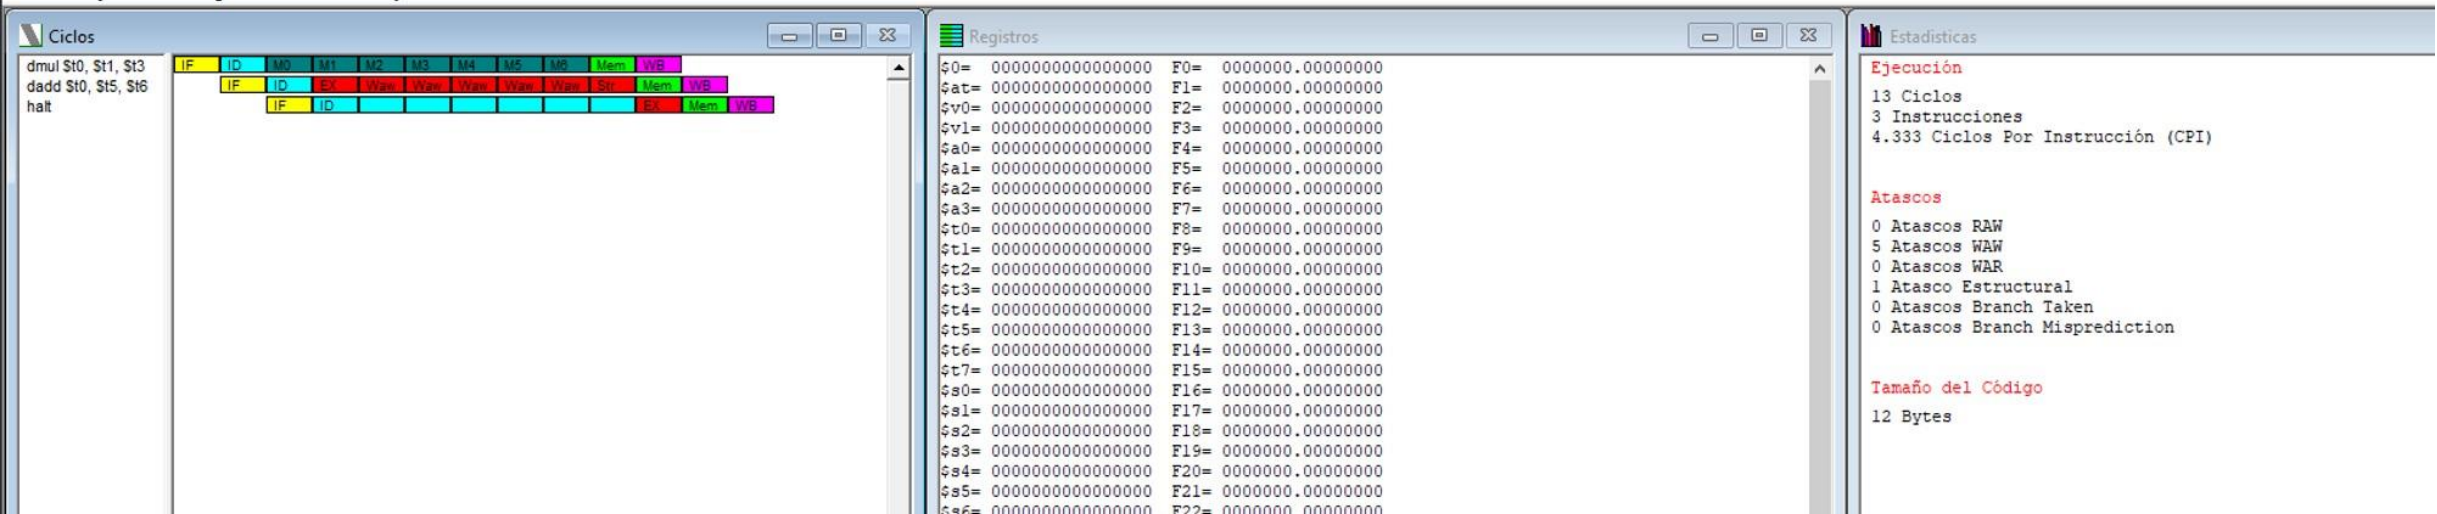 Ciclos
dmul $t0, $t1, $t3
dadd $t0, $t5, $t6
halt
IF ID M0 M1 M2 M3 M4 M5 M6 Mem WB
IF ID EX Waw Waw Waw Waw Waw Str Mem WB
IF ID EX Mem WB
Registros
$0= 0000000000000000 F0= 0000000.00000000
$at= 0000000000000000 F1= 0000000.00000000
$v0= 0000000000000000 F2= 0000000.00000000
$v1= 0000000000000000 F3= 0000000.00000000
$a0= 0000000000000000 F4= 0000000.00000000
$a1= 0000000000000000 F5= 0000000.00000000
$a2= 0000000000000000 F6= 0000000.00000000
$a3= 0000000000000000 F7= 0000000.00000000
$t0= 0000000000000000 F8= 0000000.00000000
$t1= 0000000000000000 F9= 0000000.00000000
$t2= 0000000000000000 F10= 0000000.00000000
$t3= 0000000000000000 F11= 0000000.00000000
$t4= 0000000000000000 F12= 0000000.00000000
$t5= 0000000000000000 F13= 0000000.00000000
$t6= 0000000000000000 F14= 0000000.00000000
$t7= 0000000000000000 F15= 0000000.00000000
$s0= 0000000000000000 F16= 0000000.00000000
$s1= 0000000000000000 F17= 0000000.00000000
$s2= 0000000000000000 F18= 0000000.00000000
$s3= 0000000000000000 F19= 0000000.00000000
$s4= 0000000000000000 F20= 0000000.00000000
$s5= 0000000000000000 F21= 0000000.00000000
$s6= 0000000000000000 F22= 0000000.00000000
Estadisticas
Ejecución
13 Ciclos
3 Instrucciones
4.333 Ciclos Por Instrucción (CPI)
Atascos
0 Atascos RAW
5 Atascos WAW
0 Atascos WAR
1 Atasco Estructural
0 Atascos Branch Taken
0 Atascos Branch Misprediction
Tamaño del Código
12 Bytes